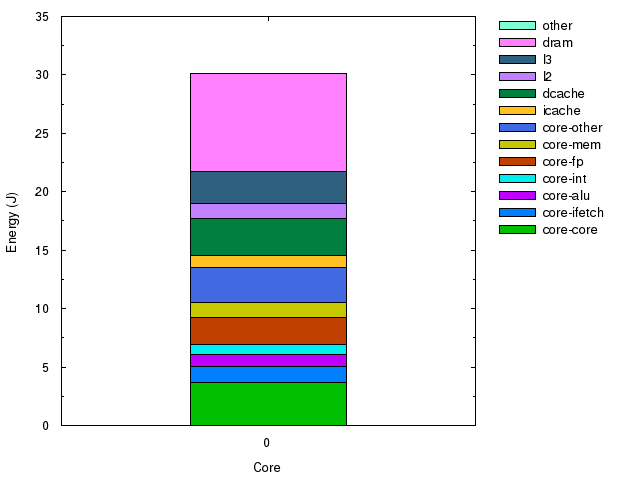 35
30
25
20
15
10
5
0
Energy (J)
0
Core
other
dram
l3
l2
dcache
icache
core-other
core-mem
core-fp
core-int
core-alu
core-ifetch
core-core